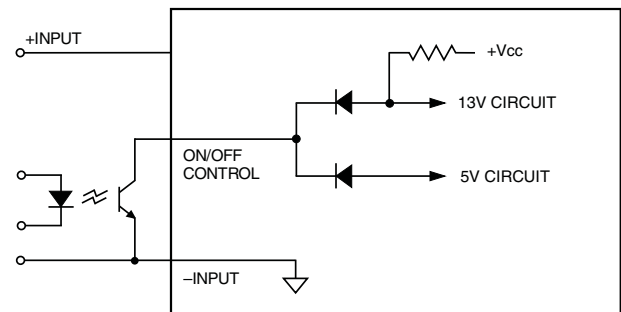 +INPUT
+Vcc
13V CIRCUIT
ON/OFF
CONTROL
5V CIRCUIT
–INPUT